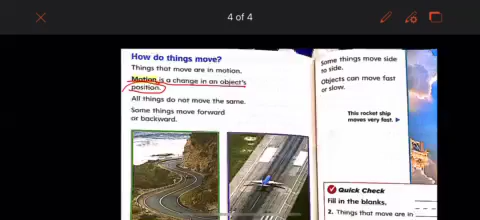 4 of 4
How do things move?
Things that move are in motion.
Motion is a change in an object's
position.
All things do not move the same.
Some things move forward
or backward.
Some things move side
to side.
Objects can move fast
or slow.
This rocket ship
moves very fast. ▶
Quick Check
Fill in the blanks.
2. Things that move are in